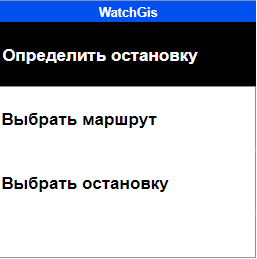 WatchGis
Определить остановку
Выбрать маршрут
Выбрать остановку